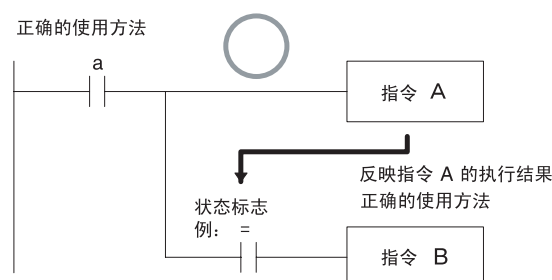 正确的使用方法
a
指令 A
反映指令 A 的执行结果
正确的使用方法
状态标志
例： =
指令 B